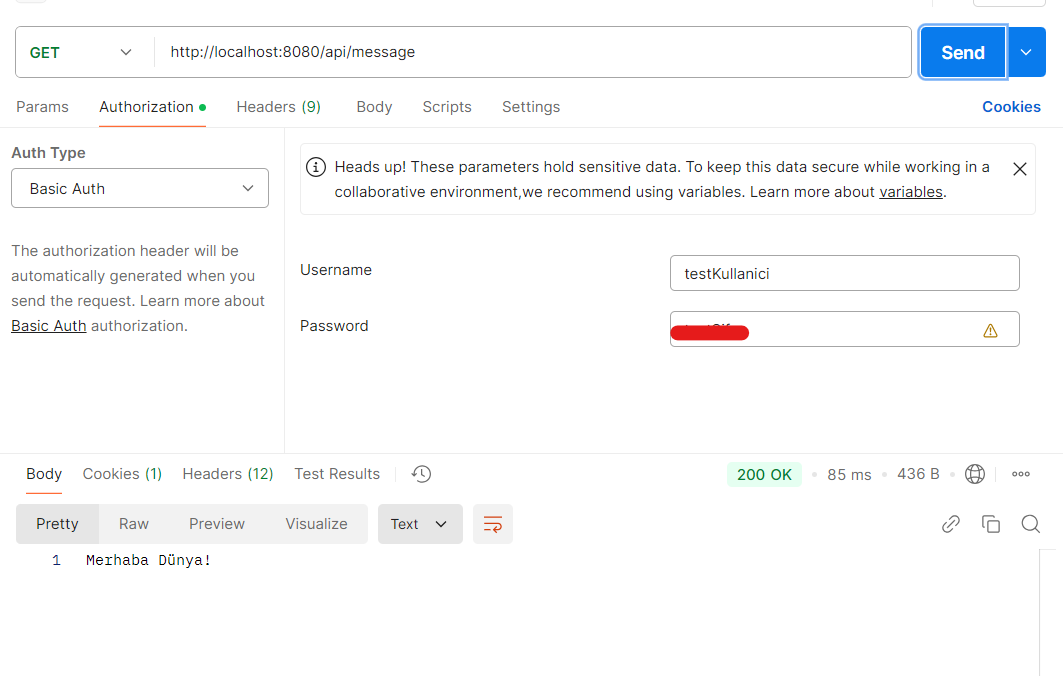 GET http://localhost:8080/api/message Send
Params Authorization Headers (9) Body Scripts Settings Cookies
Auth Type
Basic Auth
The authorization header will be
automatically generated when you
send the request. Learn more about
Basic Auth authorization.
Heads up! These parameters hold sensitive data. To keep this data secure while working in a
collaborative environment,we recommend using variables. Learn more about variables.
Username testKullanici
Password
Body Cookies (1) Headers (12) Test Results 200 OK 85 ms 436 B
Pretty Raw Preview Visualize Text
1 Merhaba Dünya!